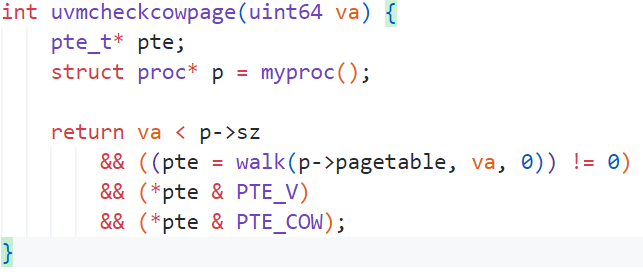 int uvmcheckcowpage(uint64 va) {
    pte_t* pte;
    struct proc* p = myproc();

    return va < p->sz
        && ((pte = walk(p->pagetable, va, 0)) != 0)
        && (*pte & PTE_V)
        && (*pte & PTE_COW);
}